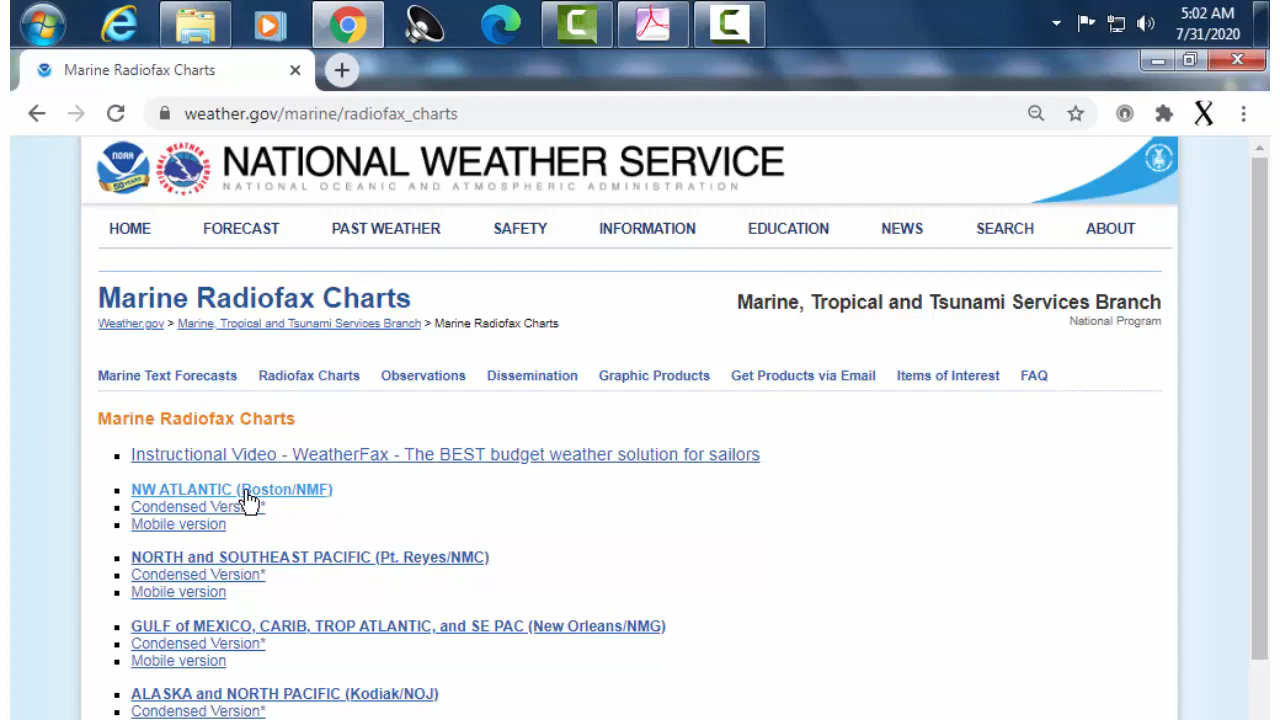 5:02 AM
7/31/2020
Marine Radiofax Charts
weather.gov/marine/radiofax_charts
NOAA
50 YEARS
NATIONAL WEATHER SERVICE
NATIONAL OCEANIC AND ATMOSPHERIC ADMINISTRATION
HOME FORECAST PAST WEATHER SAFETY INFORMATION EDUCATION NEWS SEARCH ABOUT
Marine Radiofax Charts
Marine, Tropical and Tsunami Services Branch
Weather.gov > Marine, Tropical and Tsunami Services Branch > Marine Radiofax Charts
National Program
Marine Text Forecasts Radiofax Charts Observations Dissemination Graphic Products Get Products via Email Items of Interest FAQ
Marine Radiofax Charts
Instructional Video - WeatherFax - The BEST budget weather solution for sailors
NW ATLANTIC (Boston/NMF)
Condensed Version*
Mobile version
NORTH and SOUTHEAST PACIFIC (Pt. Reyes/NMC)
Condensed Version*
Mobile version
GULF of MEXICO, CARIB, TROP ATLANTIC, and SE PAC (New Orleans/NMG)
Condensed Version*
Mobile version
ALASKA and NORTH PACIFIC (Kodiak/NOJ)
Condensed Version*